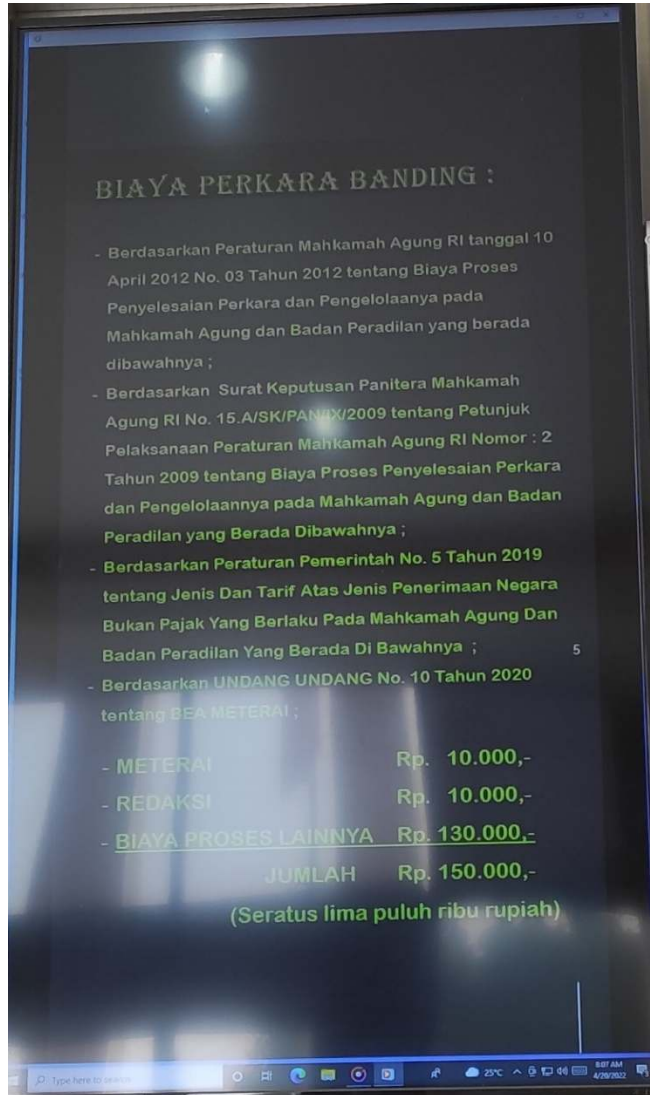 BIAYA PERKARA BANDING :
- Berdasarkan Peraturan Mahkamah Agung RI tanggal 10
April 2012 No. 03 Tahun 2012 tentang Biaya Proses
Penyelesaian Perkara dan Pengelolaanya pada
Mahkamah Agung dan Badan Peradilan yang berada
dibawahnya ;
- Berdasarkan Surat Keputusan Panitera Mahkamah
Agung RI No. 15.A/SK/PAN/IX/2009 tentang Petunjuk
Pelaksanaan Peraturan Mahkamah Agung RI Nomor : 2
Tahun 2009 tentang Biaya Proses Penyelesaian Perkara
dan Pengelolaannya pada Mahkamah Agung dan Badan
Peradilan yang Berada Dibawahnya ;
- Berdasarkan Peraturan Pemerintah No. 5 Tahun 2019
tentang Jenis Dan Tarif Atas Jenis Penerimaan Negara
Bukan Pajak Yang Berlaku Pada Mahkamah Agung Dan
Badan Peradilan Yang Berada Di Bawahnya ;
5
- Berdasarkan UNDANG UNDANG No. 10 Tahun 2020
tentang BEA METERAI ;
- METERAI Rp. 10.000,-
- REDAKSI Rp. 10.000,-
- BIAYA PROSES LAINNYA Rp. 130.000,-
JUMLAH Rp. 150.000,-
(Seratus lima puluh ribu rupiah)
Type here to search
25°C
8:07 AM
4/29/2022